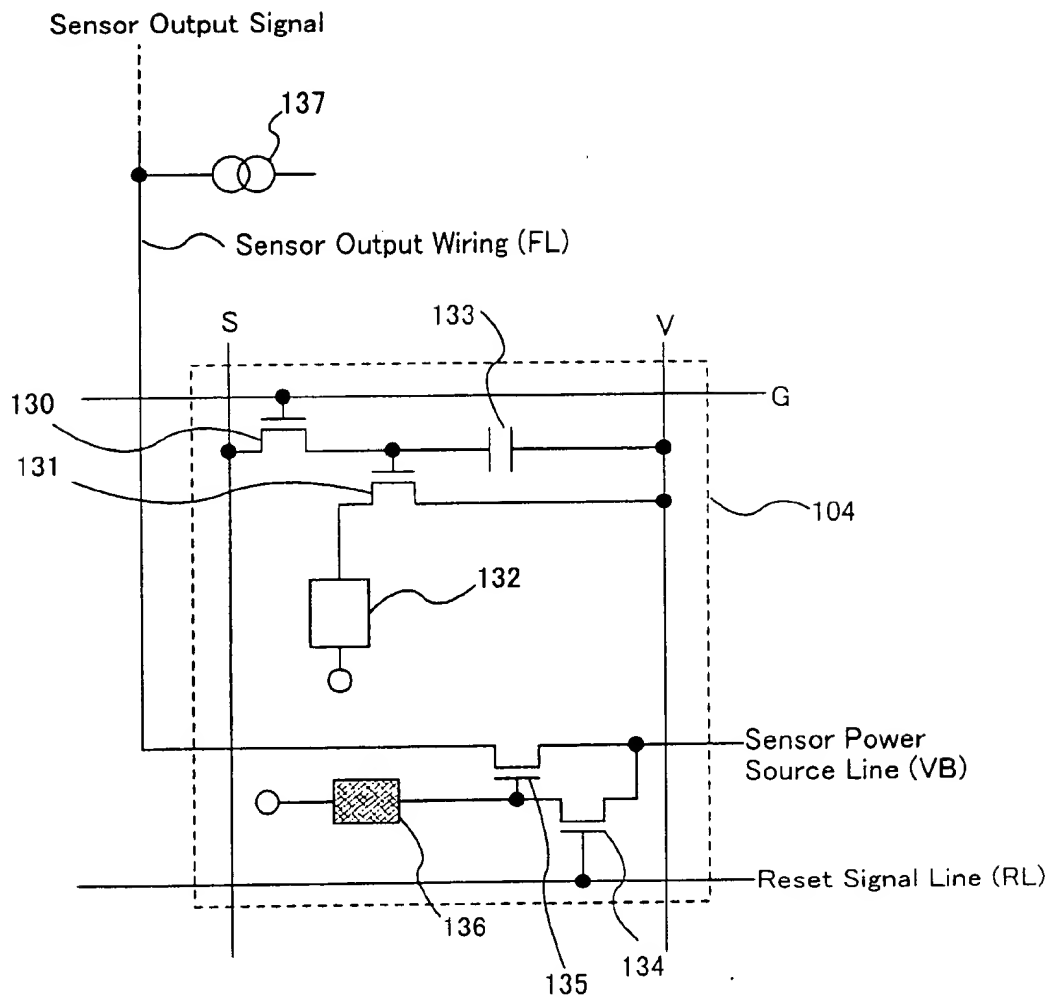 Sensor Output Signal
137
Sensor Output Wiring (FL)
S
133
V
G
130
131
104
132
Sensor Power
Source Line (VB)
Reset Signal Line (RL)
136
134
135